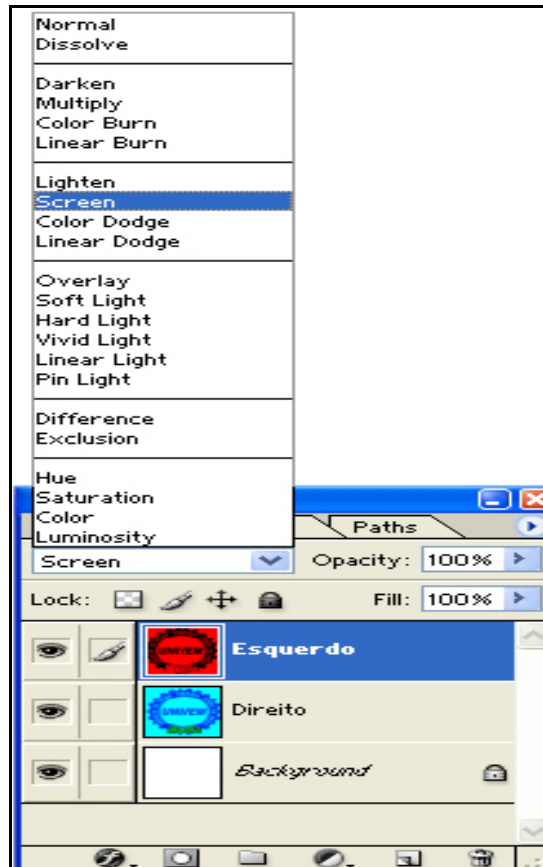 Normal
Dissolve
Darken
Multiply
Color Burn
Linear Burn
Lighten
Screen
Color Dodge
Linear Dodge
Overlay
Soft Light
Hard Light
Vivid Light
Linear Light
Pin Light
Difference
Exclusion
Hue
Saturation
Color
Luminosity
Paths
Screen Opacity: 100%
Lock: Fill: 100%
UNIVEM Esquerdo
UNIVEM Direito
Background